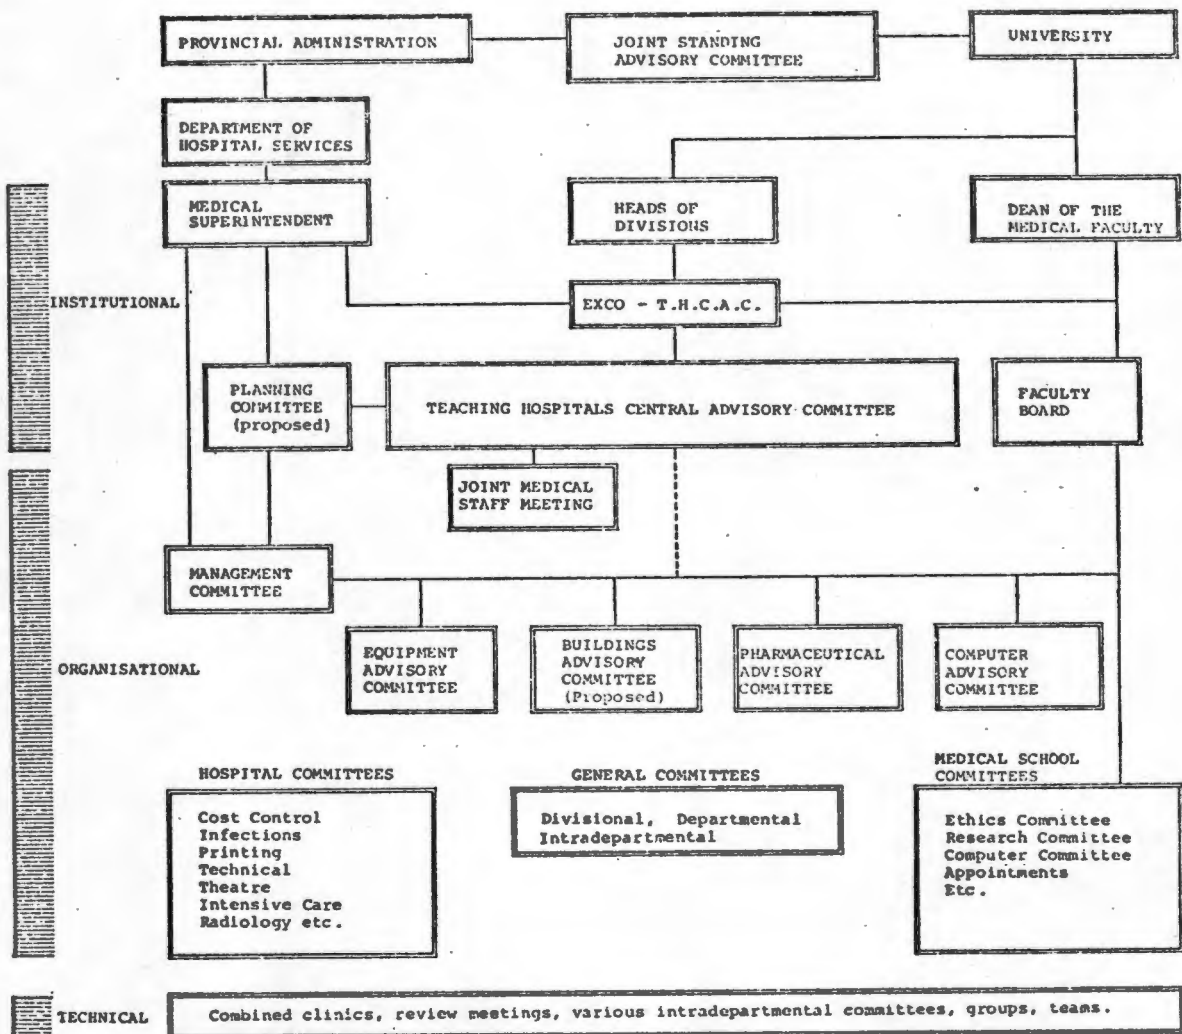 PROVINCIAL ADMINISTRATION
JOINT STANDING
ADVISORY COMMITTEE
UNIVERSITY
DEPARTMENT OF
HOSPITAL SERVICES
MEDICAL
SUPERINTENDENT
HEADS OF
DIVISIONS
DEAN OF THE
MEDICAL FACULTY
INSTITUTIONAL
EXCO - T.H.C.A.C.
PLANNING
COMMITTEE
(proposed)
TEACHING HOSPITALS CENTRAL ADVISORY COMMITTEE
FACULTY
BOARD
JOINT MEDICAL
STAFF MEETING
MANAGEMENT
COMMITTEE
ORGANISATIONAL
EQUIPMENT
ADVISORY
COMMITTEE
BUILDINGS
ADVISORY
COMMITTEE
(Proposed)
PHARMACEUTICAL
ADVISORY
COMMITTEE
COMPUTER
ADVISORY
COMMITTEE
HOSPITAL COMMITTEES
Cost Control
Infections
Printing
Technical
Theatre
Intensive Care
Radiology etc.
GENERAL COMMITTEES
Divisional, Departmental
Intradepartmental
MEDICAL SCHOOL
COMMITTEES
Ethics Committee
Research Committee
Computer Committee
Appointments
Etc.
TECHNICAL
Combined clinics, review meetings, various intradepartmental committees, groups, teams.